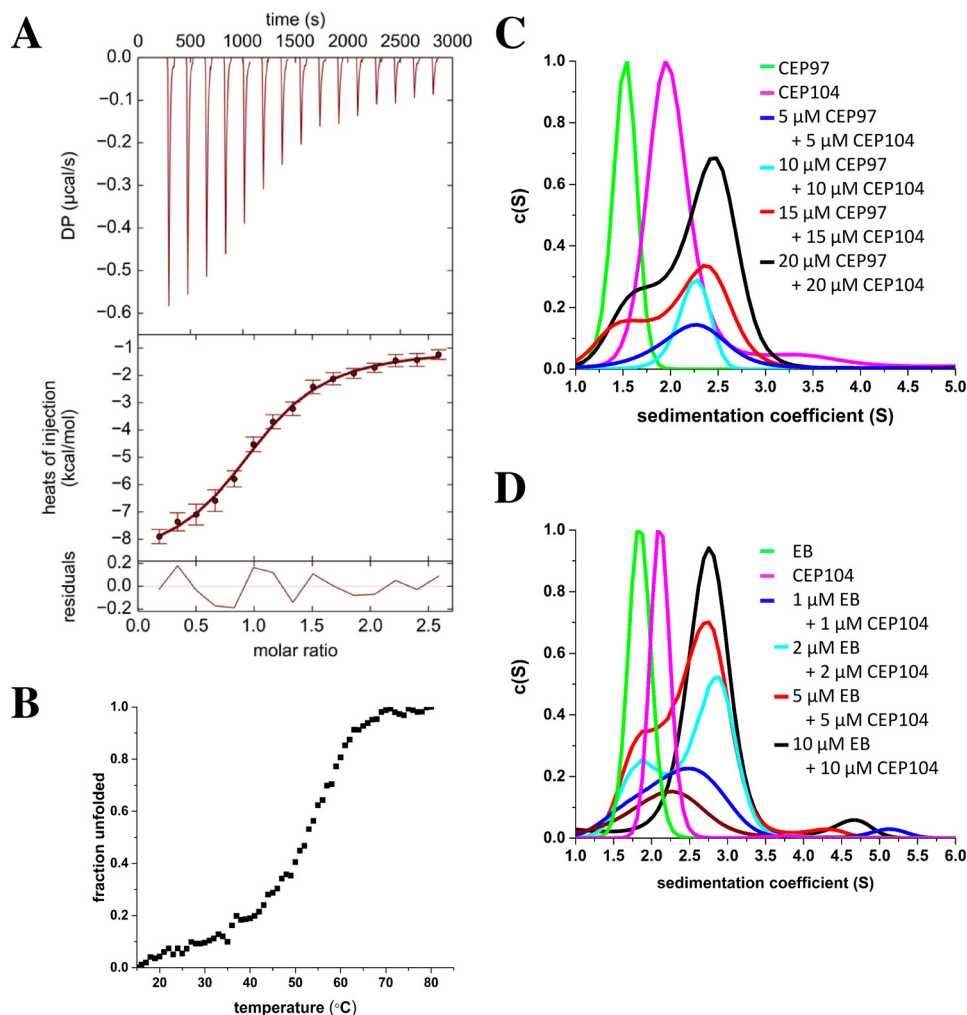 A
time (s)
0 500 1000 1500 2000 2500 3000
0.0
−0.1
−0.2
−0.3
−0.4
−0.5
−0.6
DP (μcal/s)
−1
−2
−3
−4
−5
−6
−7
−8
heats of injection
(kcal/mol)
0.2
0.0
−0.2
residuals
0.0 0.5 1.0 1.5 2.0 2.5
molar ratio
B
1.0
0.8
0.6
0.4
0.2
0.0
fraction unfolded
20 30 40 50 60 70 80
temperature (°C)
C
1.0
0.8
0.6
0.4
0.2
0.0
c(S)
CEP97
CEP104
5 μM CEP97
+ 5 μM CEP104
10 μM CEP97
+ 10 μM CEP104
15 μM CEP97
+ 15 μM CEP104
20 μM CEP97
+ 20 μM CEP104
1.0 1.5 2.0 2.5 3.0 3.5 4.0 4.5 5.0
sedimentation coefficient (S)
D
1.0
0.8
0.6
0.4
0.2
0.0
c(S)
EB
CEP104
1 μM EB
+ 1 μM CEP104
2 μM EB
+ 2 μM CEP104
5 μM EB
+ 5 μM CEP104
10 μM EB
+ 10 μM CEP104
1.0 1.5 2.0 2.5 3.0 3.5 4.0 4.5 5.0 5.5 6.0
sedimentation coefficient (S)